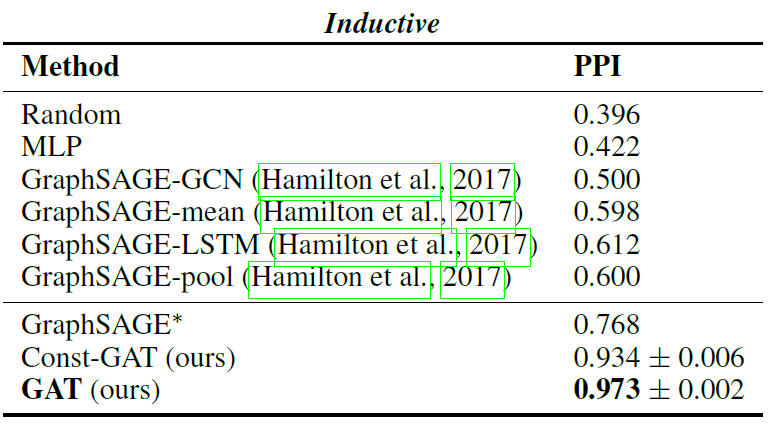 Inductive
Method PPI
Random 0.396
MLP 0.422
GraphSAGE-GCN (Hamilton et al., 2017) 0.500
GraphSAGE-mean (Hamilton et al., 2017) 0.598
GraphSAGE-LSTM (Hamilton et al., 2017) 0.612
GraphSAGE-pool (Hamilton et al., 2017) 0.600
GraphSAGE* 0.768
Const-GAT (ours) 0.934 ± 0.006
GAT (ours) 0.973 ± 0.002